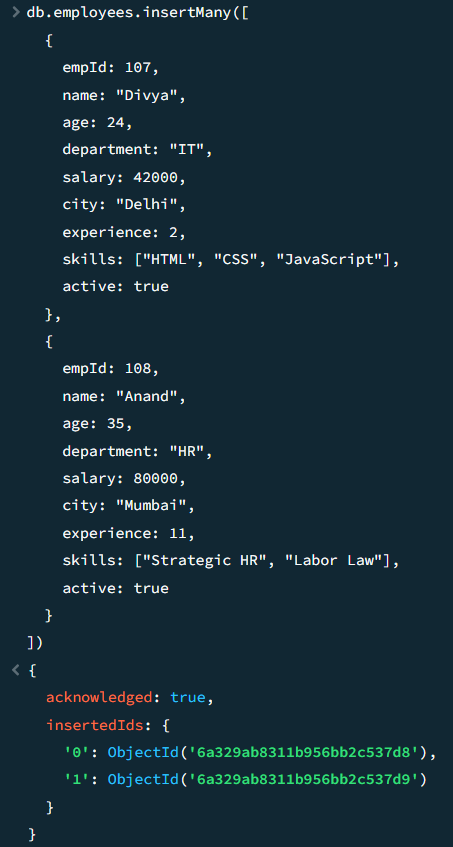 > db.employees.insertMany([
{
empId: 107,
name: "Divya",
age: 24,
department: "IT",
salary: 42000,
city: "Delhi",
experience: 2,
skills: ["HTML", "CSS", "JavaScript"],
active: true
},
{
empId: 108,
name: "Anand",
age: 35,
department: "HR",
salary: 80000,
city: "Mumbai",
experience: 11,
skills: ["Strategic HR", "Labor Law"],
active: true
}
])
< {
acknowledged: true,
insertedIds: {
'0': ObjectId('6a329ab8311b956bb2c537d8'),
'1': ObjectId('6a329ab8311b956bb2c537d9')
}
}